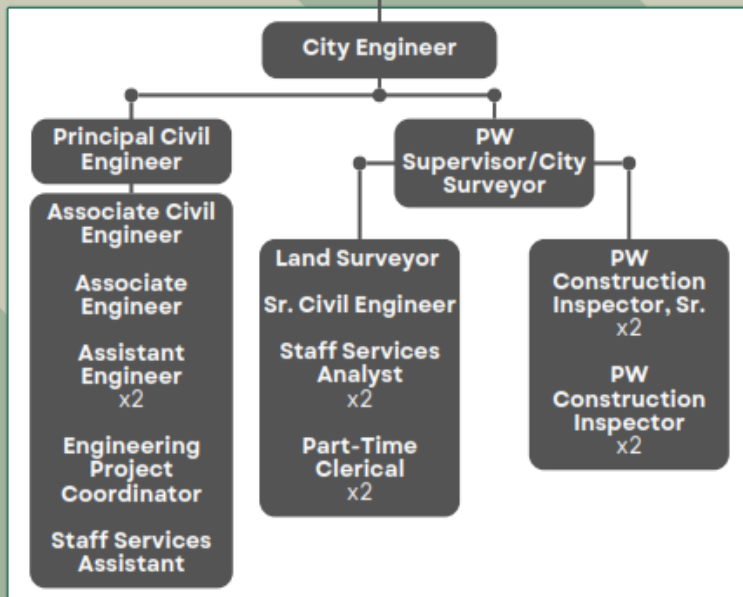 City Engineer
Principal Civil
Engineer
PW
Supervisor/City
Surveyor
Associate Civil
Engineer
Associate
Engineer
Assistant
Engineer
x2
Engineering
Project
Coordinator
Staff Services
Assistant
Land Surveyor
Sr. Civil Engineer
Staff Services
Analyst
x2
Part-Time
Clerical
x2
PW
Construction
Inspector, Sr.
x2
PW
Construction
Inspector
x2